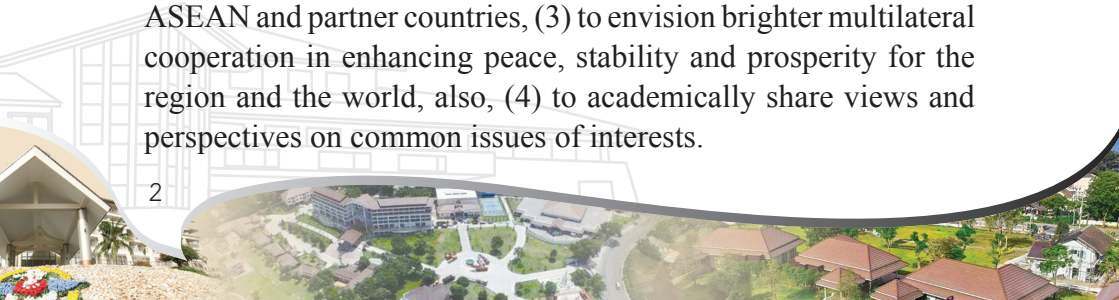 ASEAN and partner countries, (3) to envision brighter multilateral
cooperation in enhancing peace, stability and prosperity for the
region and the world, also, (4) to academically share views and
perspectives on common issues of interests.
2